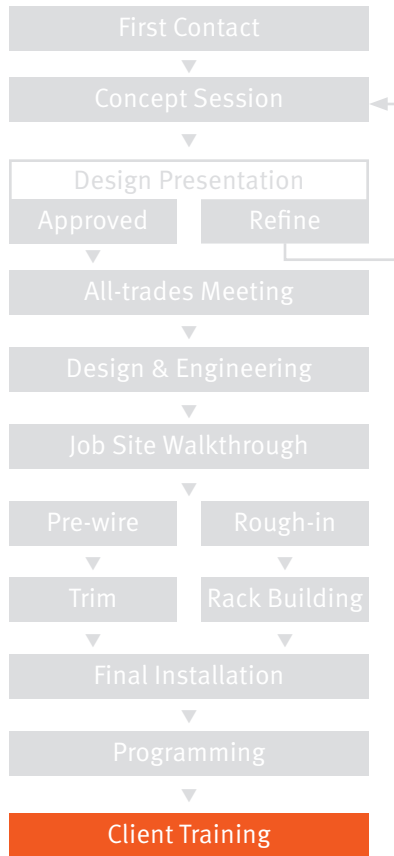 First Contact
Concept Session
Design Presentation
Approved
Refine
All-trades Meeting
Design & Engineering
Job Site Walkthrough
Pre-wire
Rough-in
Trim
Rack Building
Final Installation
Programming
Client Training